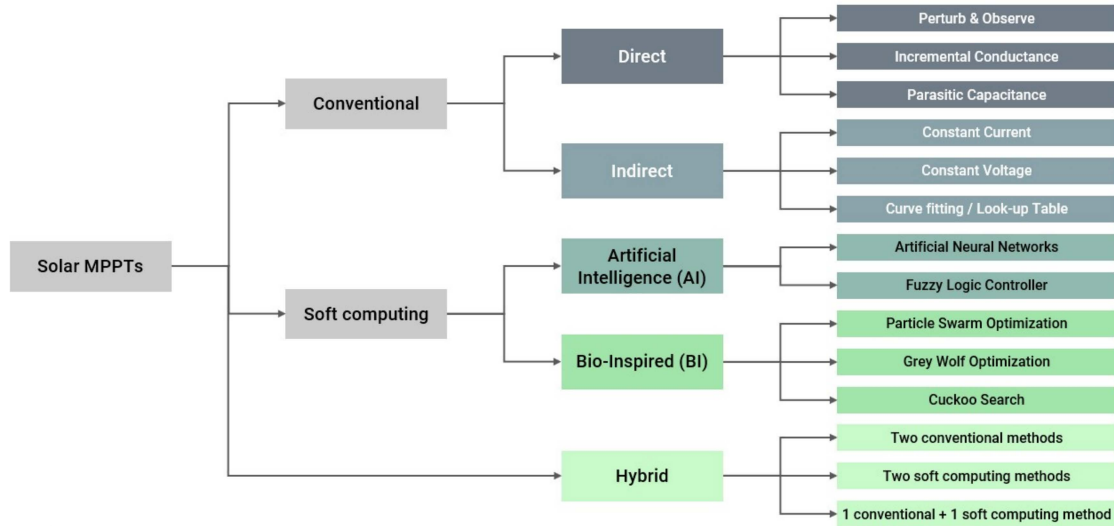 Solar MPPTs
Conventional
Direct
Perturb & Observe
Incremental Conductance
Parasitic Capacitance
Indirect
Constant Current
Constant Voltage
Curve fitting / Look-up Table
Soft computing
Artificial
Intelligence (AI)
Artificial Neural Networks
Fuzzy Logic Controller
Bio-Inspired (BI)
Particle Swarm Optimization
Grey Wolf Optimization
Cuckoo Search
Hybrid
Two conventional methods
Two soft computing methods
1 conventional + 1 soft computing method